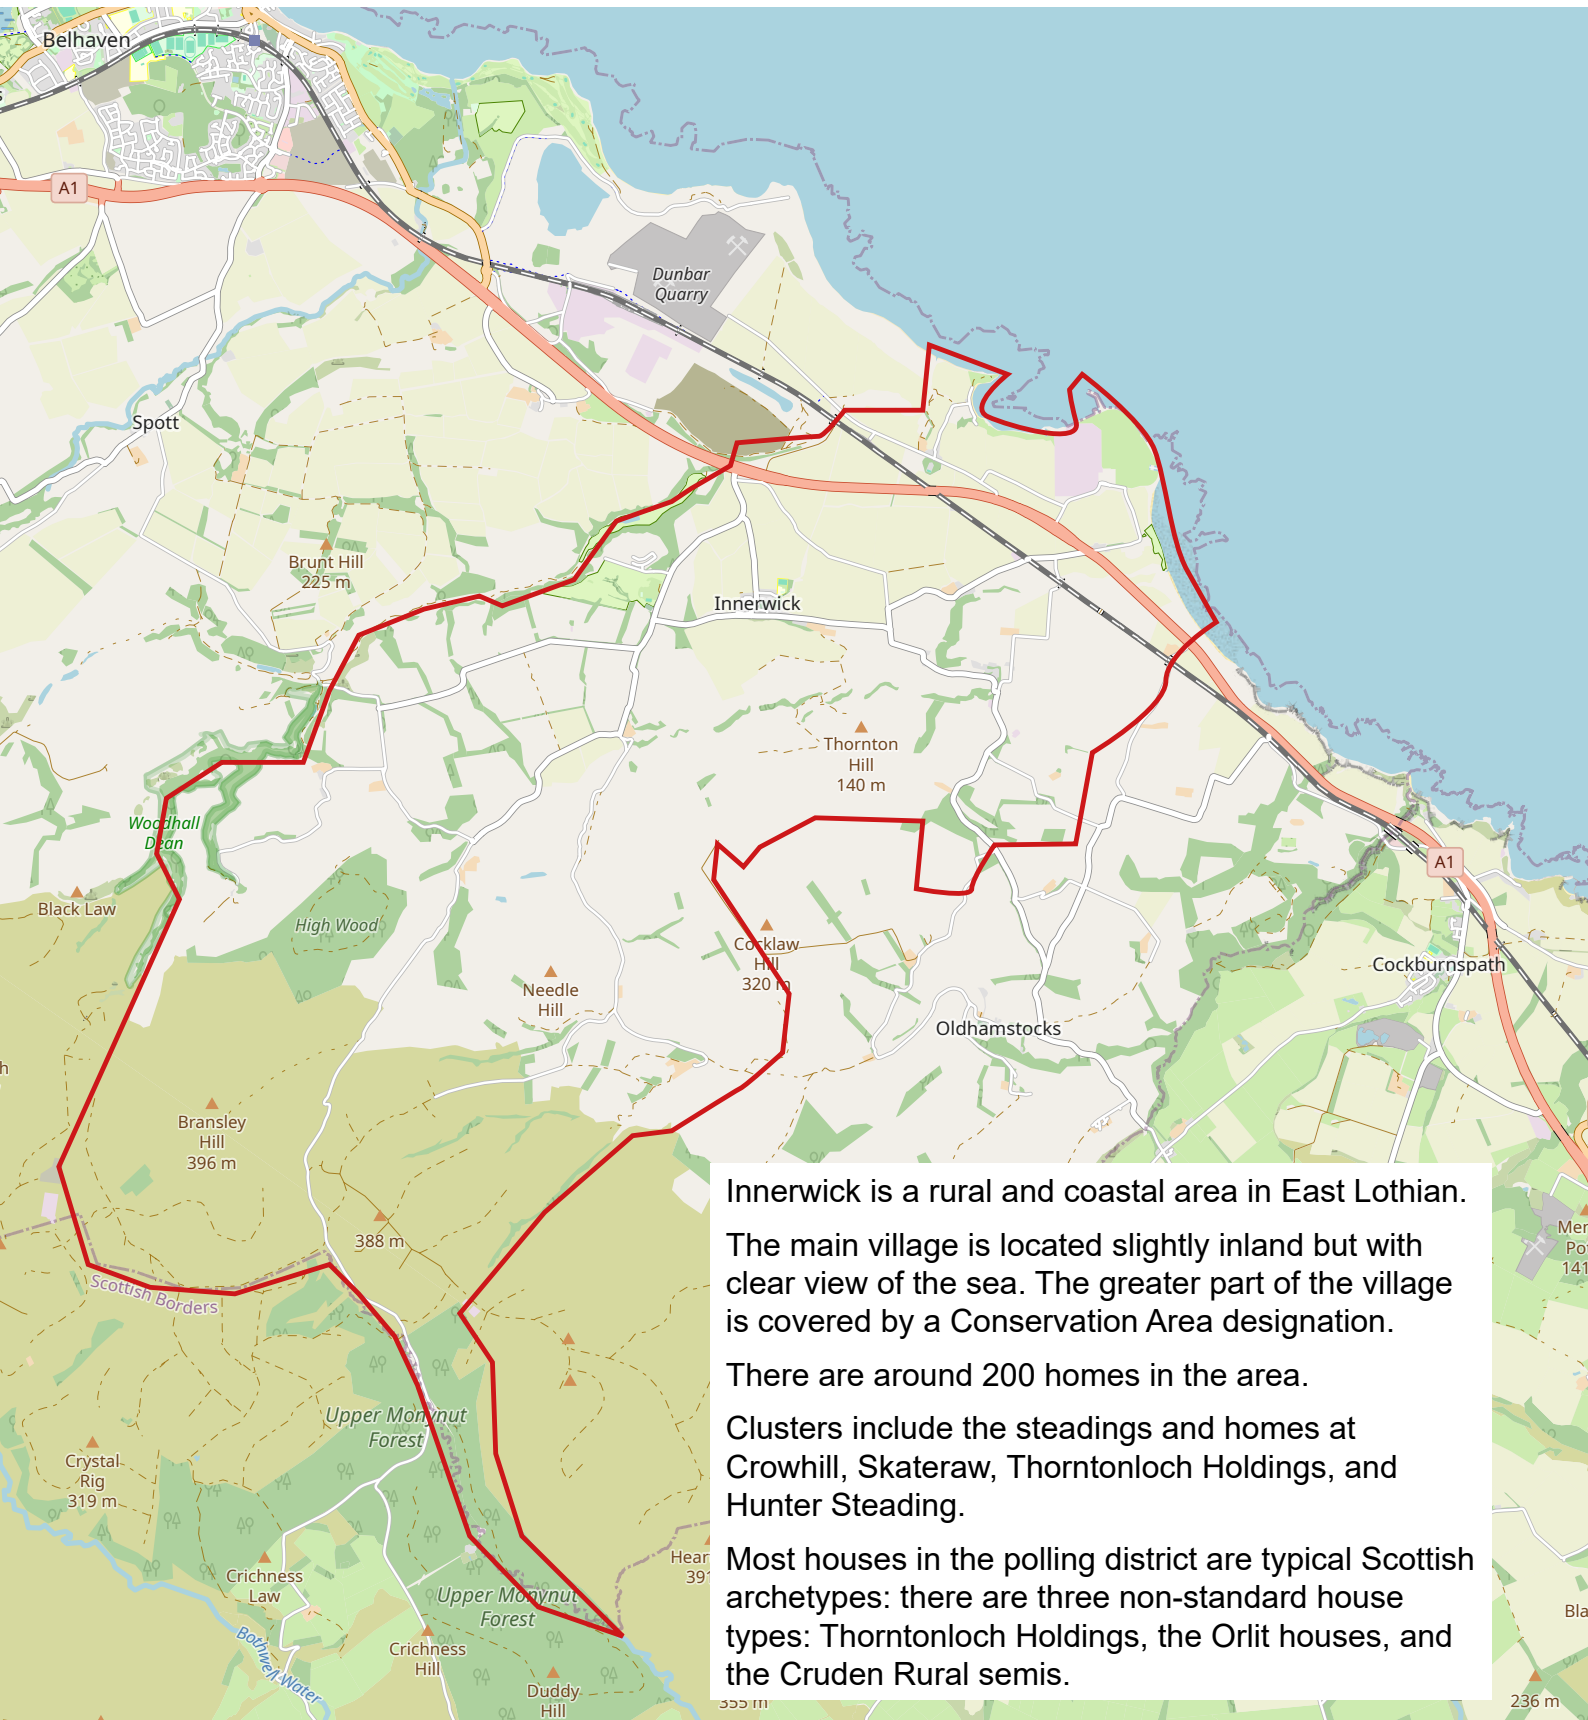 Belhaven
A1
Dunbar
Quarry
Spott
Brunt Hill
225 m
Innerwick
Thornton
Hill
140 m
Woodhall
Dean
A1
Black Law
High Wood
Cocklaw
Hill
320 m
Cockburnspath
Needle
Hill
Oldhamstocks
Bransley
Hill
396 m
388 m
Scottish Borders
Innerwick is a rural and coastal area in East Lothian.
The main village is located slightly inland but with
clear view of the sea. The greater part of the village
is covered by a Conservation Area designation.
There are around 200 homes in the area.
Clusters include the steadings and homes at
Crowhill, Skateraw, Thorntonloch Holdings, and
Hunter Steading.
Most houses in the polling district are typical Scottish
archetypes: there are three non-standard house
types: Thorntonloch Holdings, the Orlit houses, and
the Cruden Rural semis.
Upper Monynut
Forest
Crystal
Rig
319 m
Crichness
Law
Upper Monynut
Forest
Bothwell Water
Crichness
Hill
Duddy
Hill
355 m
236 m
Hear
391
Mer
Po
141
Bla